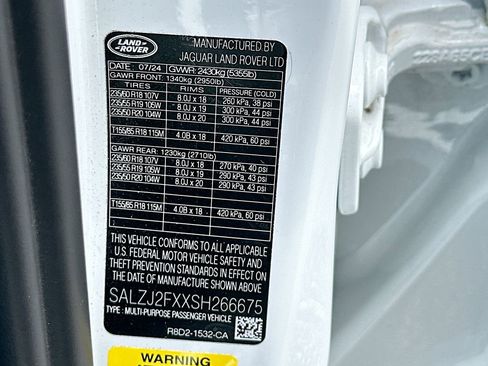 LAND
ROVER
MANUFACTURED BY
JAGUAR LAND ROVER LTD
DATE 07/24 GVWR: 2430kg (5355lb)
GAWR FRONT: 1340kg (2950lb)
TIRES RIMS PRESSURE (COLD)
235/60 R18 107V 8.0J x 18 260 kPa, 38 psi
235/55 R19 105W 8.0J x 19 300 kPa, 44 psi
235/50 R20 104W 8.0J x 20 300 kPa, 44 psi
T155/85 R18 115M 4.0B x 18 420 kPa, 60 psi
GAWR REAR: 1230kg (2710lb)
235/60 R18 107V 8.0J x 18 270 kPa, 40 psi
235/55 R19 105W 8.0J x 19 290 kPa, 43 psi
235/50 R20 104W 8.0J x 20 290 kPa, 43 psi
T155/85 R18 115M 4.0B x 18 420 kPa, 60 psi
THIS VEHICLE CONFORMS TO ALL APPLICABLE
U.S. FEDERAL MOTOR VEHICLE SAFETY, BUMPER
AND THEFT PREVENTION STANDARDS IN EFFECT ON
THE DATE OF MANUFACTURE SHOWN ABOVE.
SALZJ2FXXSH266675
TYPE: MULTI-PURPOSE PASSENGER VEHICLE
R8D2-1532-CA
WARNING